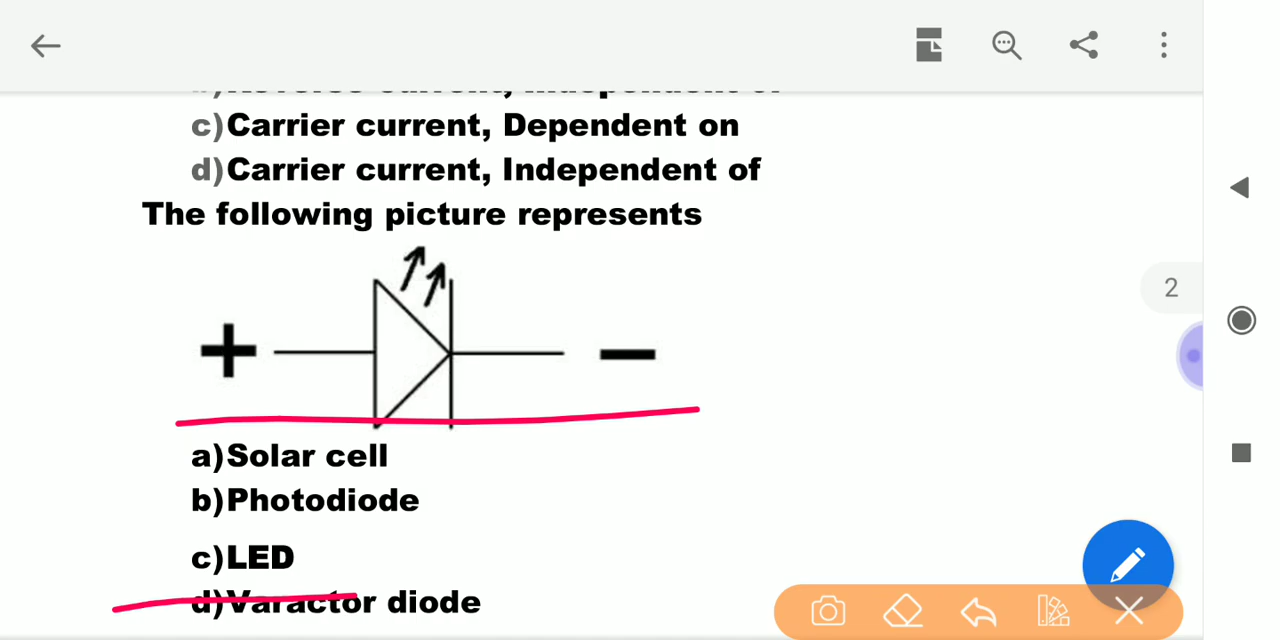 c)Carrier current, Dependent on
d)Carrier current, Independent of
The following picture represents
2
+ −
a)Solar cell
b)Photodiode
c)LED
d)Varactor diode